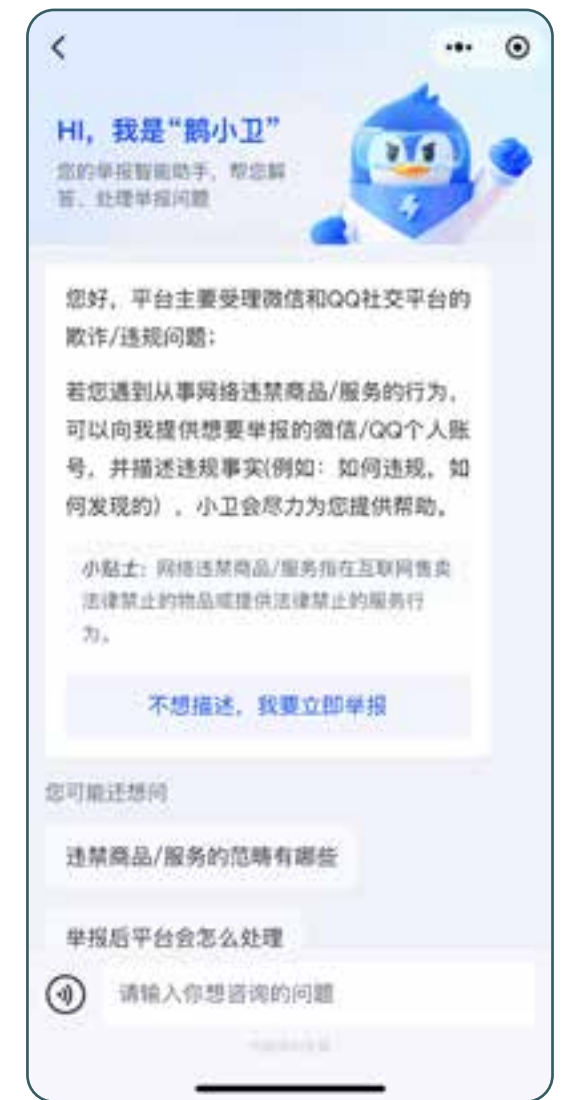 HI，我是“鹅小卫”
您的举报智能助手，帮您解
答、处理举报问题
您好，平台主要受理微信和QQ社交平台的
欺诈/违规问题；
若您遇到从事网络违禁商品/服务的行为，
可以向我提供想要举报的微信/QQ个人账
号，并描述违规事实(例如：如何违规，如
何发现的），小卫会尽力为您提供帮助。
小贴士：网络违禁商品/服务指在互联网售卖
法律禁止的物品或提供法律禁止的服务行
为。
不想描述，我要立即举报
您可能还想问
违禁商品/服务的范畴有哪些
举报后平台会怎么处理
请输入你想咨询的问题